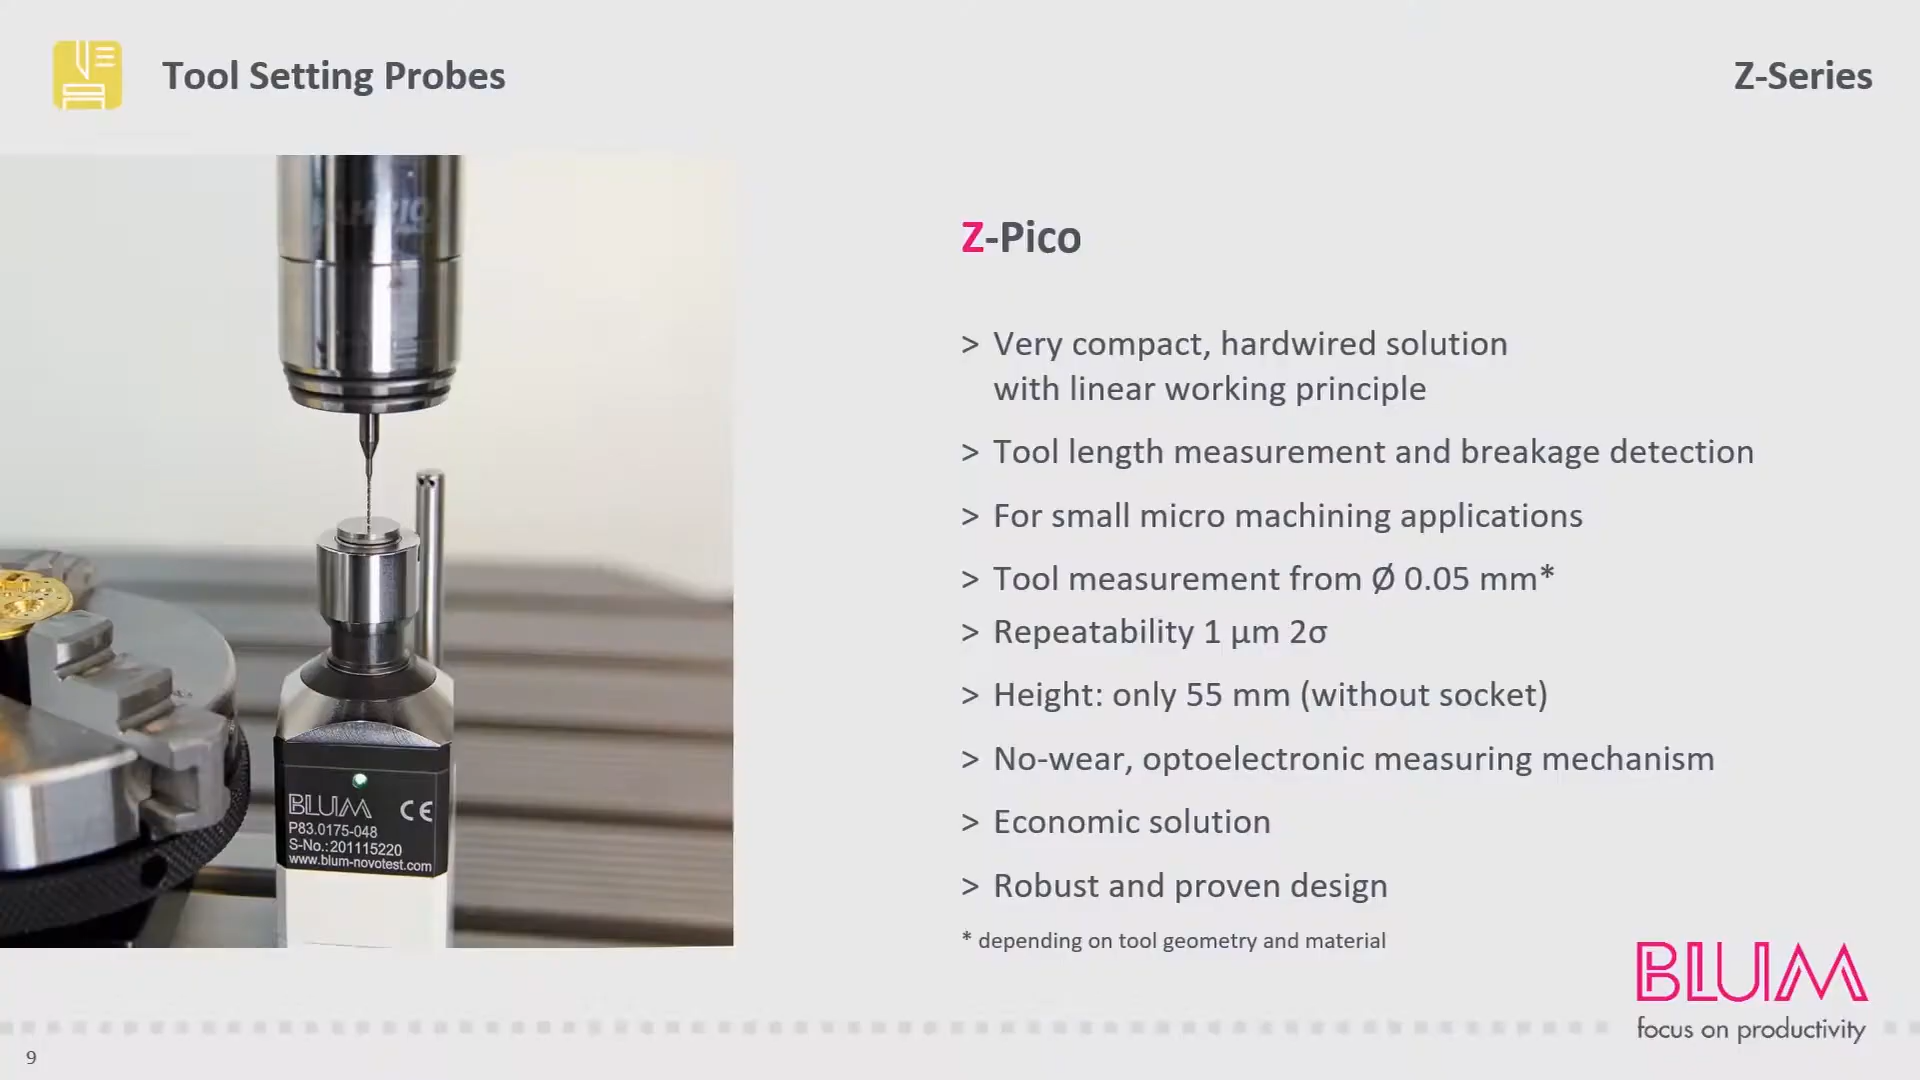 Tool Setting Probes
Z-Series
Z-Pico
> Very compact, hardwired solution
with linear working principle
> Tool length measurement and breakage detection
> For small micro machining applications
> Tool measurement from Ø 0.05 mm*
> Repeatability 1 µm 2σ
> Height: only 55 mm (without socket)
> No-wear, optoelectronic measuring mechanism
> Economic solution
> Robust and proven design
* depending on tool geometry and material
BLUM CE
P83.0175-048
S-No.:201115220
www.blum-novotest.com
BLUM
focus on productivity
9